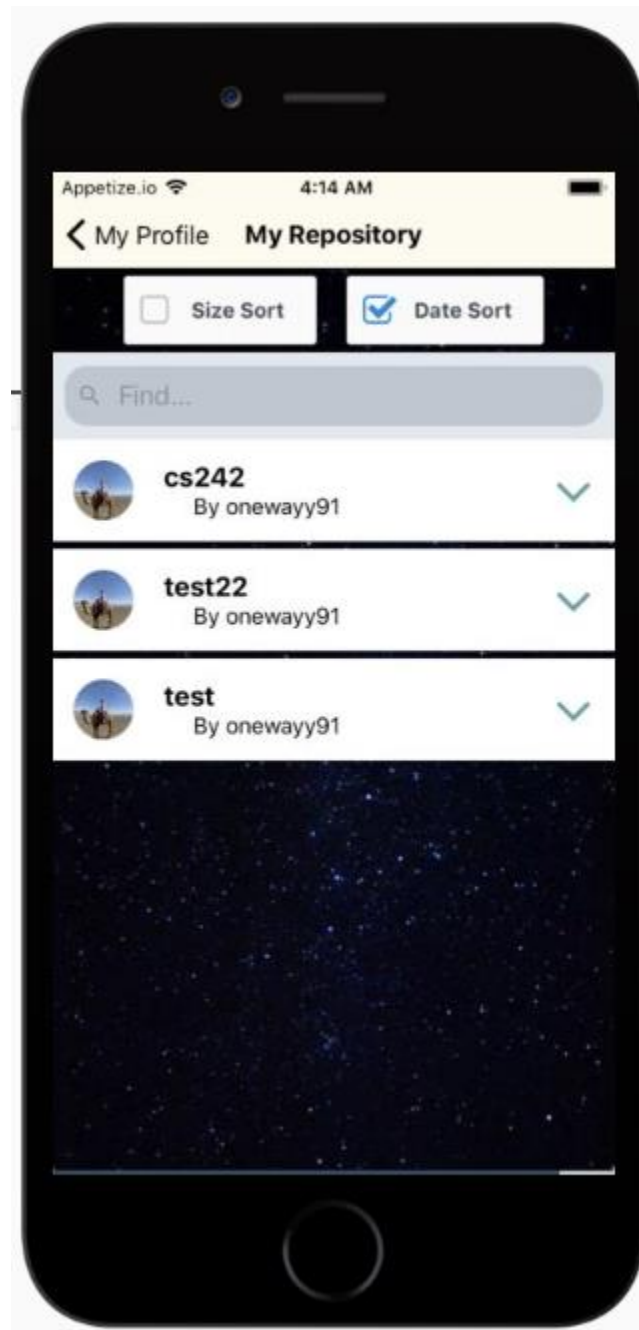 Appetize.io 4:14 AM
My Profile My Repository
Size Sort Date Sort
Find...
cs242
By onewayy91
test22
By onewayy91
test
By onewayy91